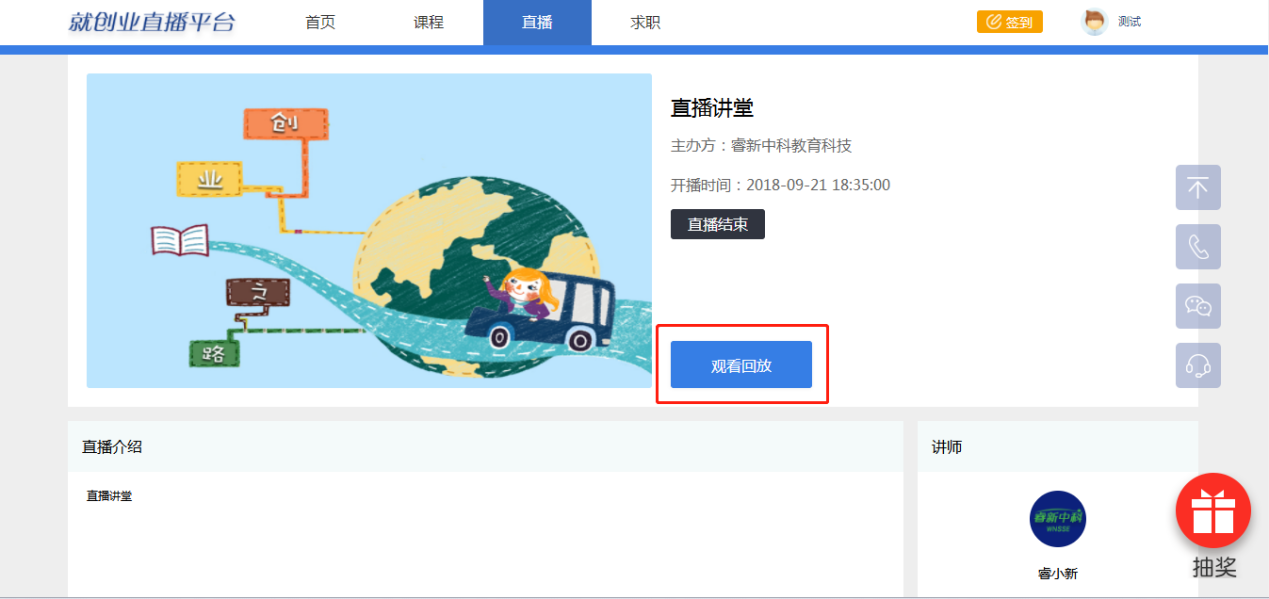 就创业直播平台
首页
课程
直播
求职
签到
测试
创
业
之
路
直播讲堂
主办方：睿新中科教育科技
开播时间：2018-09-21 18:35:00
直播结束
观看回放
直播介绍
讲师
直播讲堂
睿新中科
WNSSE
睿小新
抽奖